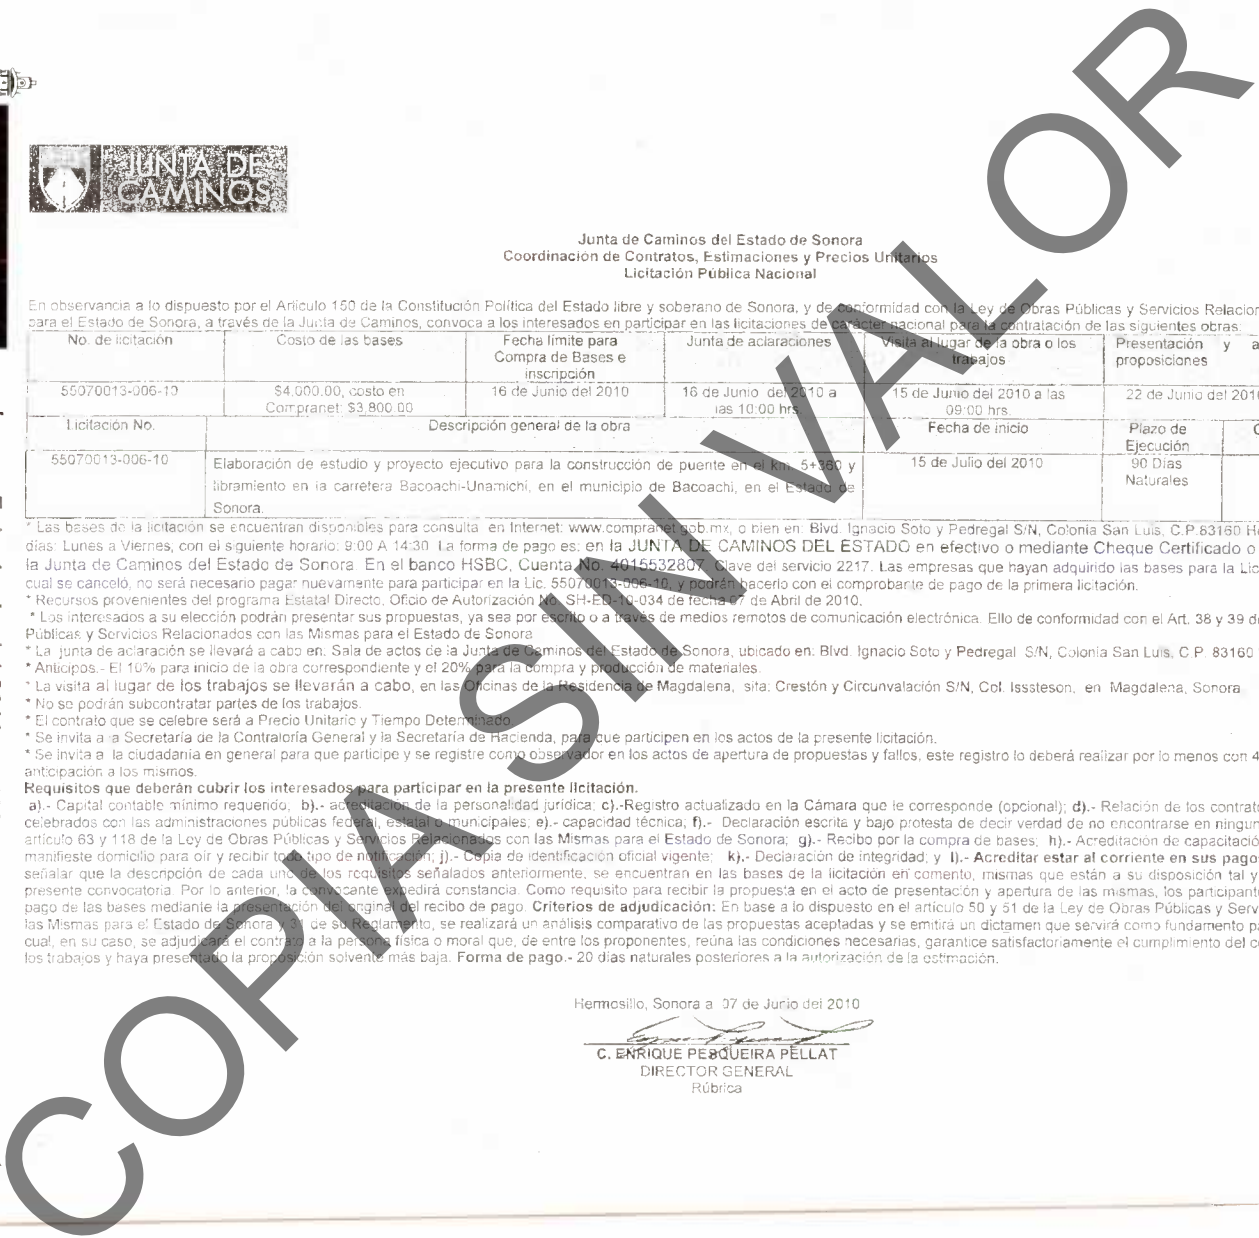 JUNTA DE
CAMINOS
Junta de Caminos del Estado de Sonora
Coordinación de Contratos, Estimaciones y Precios Unitarios
Licitación Pública Nacional
En observancia a lo dispuesto por el Artículo 150 de la Constitución Política del Estado libre y soberano de Sonora, y de conformidad con la Ley de Obras Públicas y Servicios
para el Estado de Sonora, a través de la Junta de Caminos, convoca a los interesados en participar en las licitaciones de carácter nacional para la contratación de las siguientes obras:
No. de licitación Costo de las bases Fecha límite para Compra de Bases e inscripción Junta de aclaraciones Visita al lugar de la obra o los trabajos Presentación y proposiciones
55070013-006-10 $4,000.00, costo en Compranet: $3,800.00 16 de Junio del 2010 16 de Junio del 2010 a las 10:00 hrs. 15 de Junio del 2010 a las 09:00 hrs. 22 de Junio del
Licitación No. Descripción general de la obra Fecha de inicio Plazo de Ejecución
55070013-006-10 Elaboración de estudio y proyecto ejecutivo para la construcción de puente en el km. 5+360 y libramiento en la carretera Bacoachi-Unamichi, en el municipio de Bacoachi, en el Estado de Sonora. 15 de Julio del 2010 90 Días Naturales
* Las bases de la licitación se encuentran disponibles para consulta en Internet: www.compranet.gob.mx, o bien en: Blvd. Ignacio Soto y Pedregal S/N, Colonia San Luis, C.P.83160
días: Lunes a Viernes, con el siguiente horario: 9:00 A 14:30 La forma de pago es: en la JUNTA DE CAMINOS DEL ESTADO en efectivo o mediante Cheque Certificado o
la Junta de Caminos del Estado de Sonora. En el banco HSBC, Cuenta No. 4015532807 Clave del servicio 2217. Las empresas que hayan adquirido las bases para la Lic
cual se canceló, no será necesario pagar nuevamente para participar en la Lic. 55070013-006-10, y podrán hacerlo con el comprobante de pago de la primera licitación.
* Recursos provenientes del programa Estatal Directo, Oficio de Autorización No. SH-ED-10-034 de fecha 07 de Abril de 2010.
* Los interesados a su elección podrán presentar sus propuestas, ya sea por escrito o a través de medios remotos de comunicación electrónica. Ello de conformidad con el Art. 38 y 39
Públicas y Servicios Relacionados con las Mismas para el Estado de Sonora
* La junta de aclaración se llevará a cabo en: Sala de actos de la Junta de Caminos del Estado de Sonora, ubicado en: Blvd. Ignacio Soto y Pedregal S/N, Colonia San Luis, C.P. 83160
* Anticipos.- El 10% para inicio de la obra correspondiente y el 20% para la compra y producción de materiales.
* La visita al lugar de los trabajos se llevarán a cabo, en las Oficinas de la Residencia de Magdalena, sita: Crestón y Circunvalación S/N, Col. Isssteson, en Magdalena, Sonora
* No se podrán subcontratar partes de los trabajos.
* El contrato que se celebre será a Precio Unitario y Tiempo Determinado
* Se invita a la Secretaría de la Contraloría General y la Secretaría de Hacienda, para que participen en los actos de la presente licitación.
* Se invita a la ciudadanía en general para que participe y se registre como observador en los actos de apertura de propuestas y fallos, este registro lo deberá realizar por lo menos con
anticipación a los mismos.
Requisitos que deberán cubrir los interesados para participar en la presente licitación.
a).- Capital contable mínimo requerido; b).- acreditación de la personalidad jurídica; c).-Registro actualizado en la Cámara que le corresponde (opcional); d).- Relación de los
celebrados con las administraciones públicas federal, estatal o municipales; e).- capacidad técnica; f).- Declaración escrita y bajo protesta de decir verdad de no encontrarse en
artículo 63 y 118 de la Ley de Obras Públicas y Servicios Relacionados con las Mismas para el Estado de Sonora; g).- Recibo por la compra de bases; h).- Acreditación de
manifieste domicilio para oír y recibir todo tipo de notificación; j).- Copia de identificación oficial vigente; k).- Declaración de integridad; y l).- Acreditar estar al corriente en sus
señalar que la descripción de cada uno de los requisitos señalados anteriormente, se encuentran en las bases de la licitación en comento, mismas que están a su disposición tal y
presente convocatoria. Por lo anterior, la convocante expedirá constancia. Como requisito para recibir la propuesta en el acto de presentación y apertura de las mismas, los
pago de las bases mediante la presentación del original del recibo de pago. Criterios de adjudicación: En base a lo dispuesto en el artículo 50 y 51 de la Ley de Obras Públicas y
las Mismas para el Estado de Sonora y 31 de su Reglamento, se realizará un análisis comparativo de las propuestas aceptadas y se emitirá un dictamen que servirá como fundamento
cual, en su caso, se adjudicará el contrato a la persona física o moral que, de entre los proponentes, reúna las condiciones necesarias, garantice satisfactoriamente el cumplimiento del
los trabajos y haya presentado la proposición solvente más baja. Forma de pago.- 20 días naturales posteriores a la autorización de la estimación.
Hermosillo, Sonora a 07 de Junio del 2010
C. ENRIQUE PESQUEIRA PELLAT
DIRECTOR GENERAL
Rúbrica
COPIA SIN VALOR